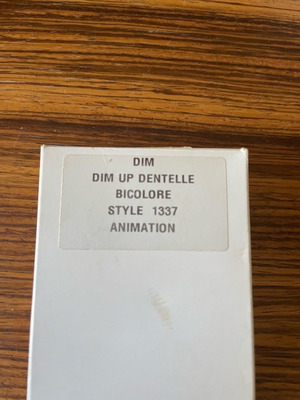 DIM
DIM UP DENTELLE
BICOLORE
STYLE 1337
ANIMATION